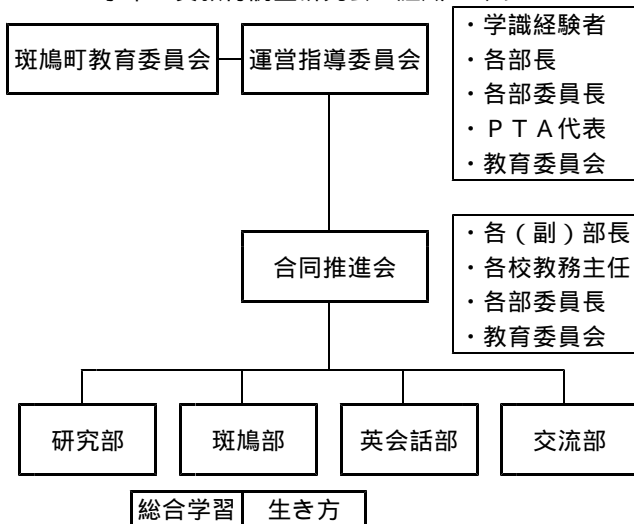 斑鳩町教育委員会
運営指導委員会
・学識経験者
・各部長
・各部委員長
・ＰＴＡ代表
・教育委員会
合同推進会
・各（副）部長
・各校教務主任
・各部委員長
・教育委員会
研究部
斑鳩部
英会話部
交流部
総合学習
生き方